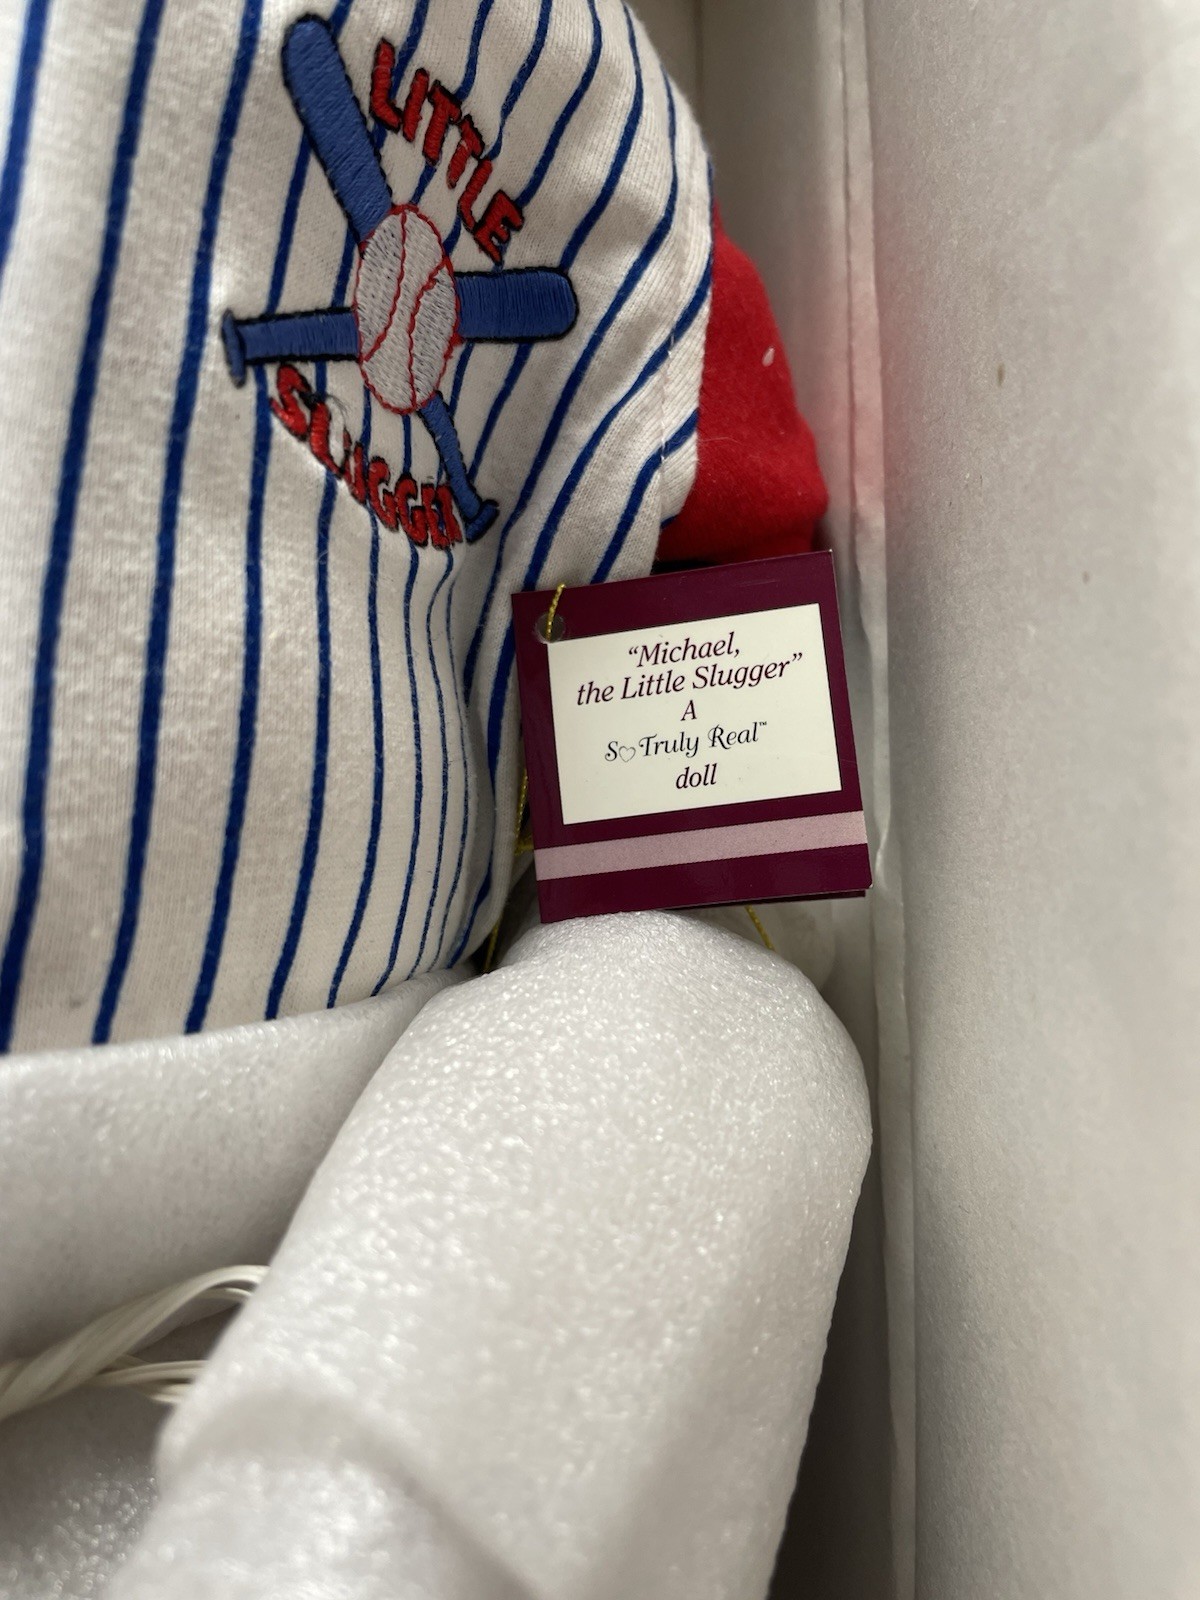 LITTLE
SLUGGER
“Michael,
the Little Slugger”
A
So Truly Real™
doll